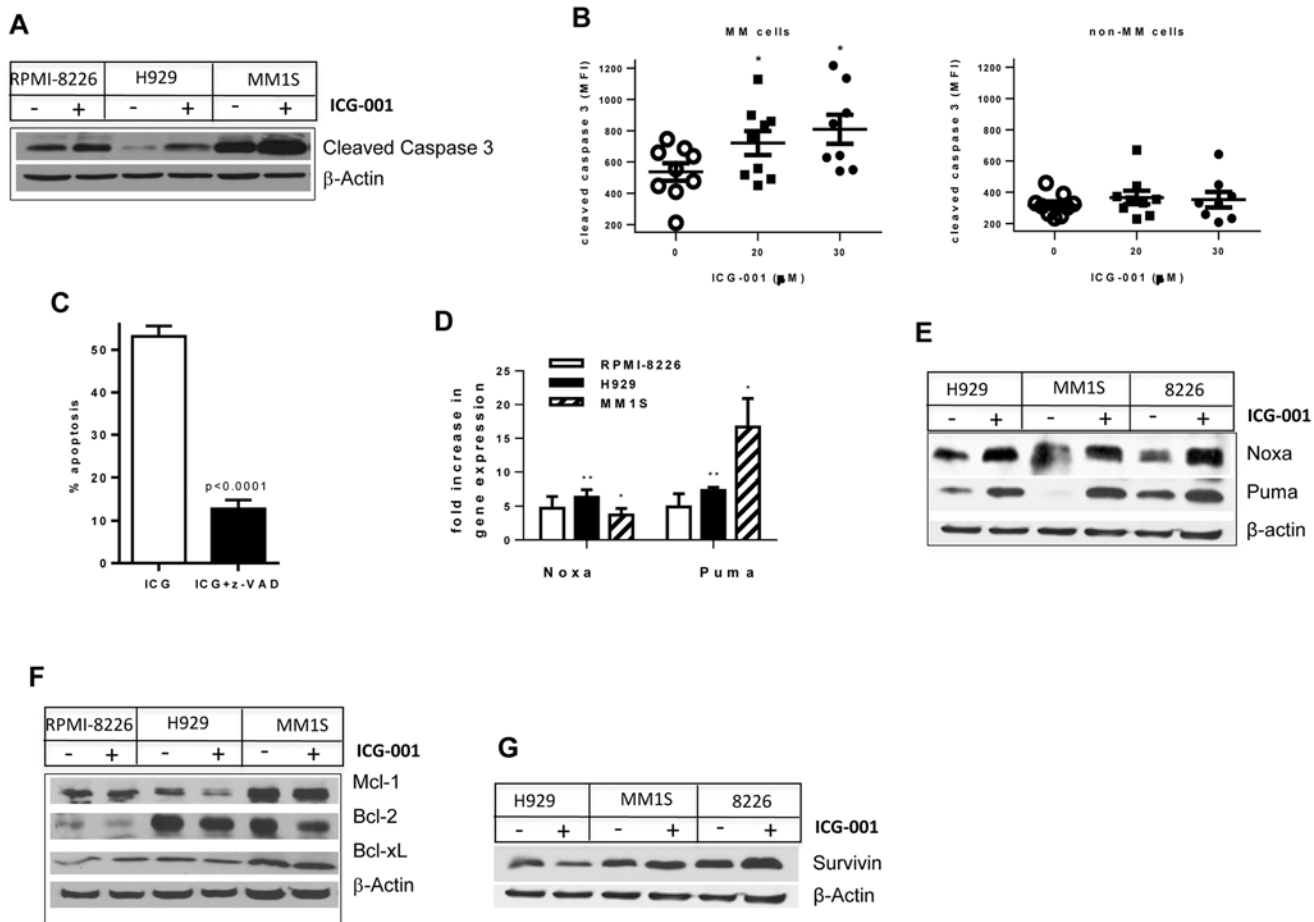 A
RPMI-8226 H929 MM1S
- + - + - + ICG-001
Cleaved Caspase 3
β-Actin
B
MM cells
* *
cleaved caspase 3 (MFI)
1200
1000
800
600
400
200
0 20 30
ICG-001 (µM)
non-MM cells
cleaved caspase 3 (MFI)
1200
1000
800
600
400
200
0 20 30
ICG-001 (µM)
C
% apoptosis
50
40
30
20
10
0
p<0.0001
ICG ICG+z-VAD
D
RPMI-8226
H929
MM1S
fold increase in
gene expression
25
20
15
10
5
0
** * ** *
Noxa Puma
E
H929 MM1S 8226
- + - + - + ICG-001
Noxa
Puma
β-actin
F
RPMI-8226 H929 MM1S
- + - + - + ICG-001
Mcl-1
Bcl-2
Bcl-xL
β-Actin
G
H929 MM1S 8226
- + - + - + ICG-001
Survivin
β-Actin